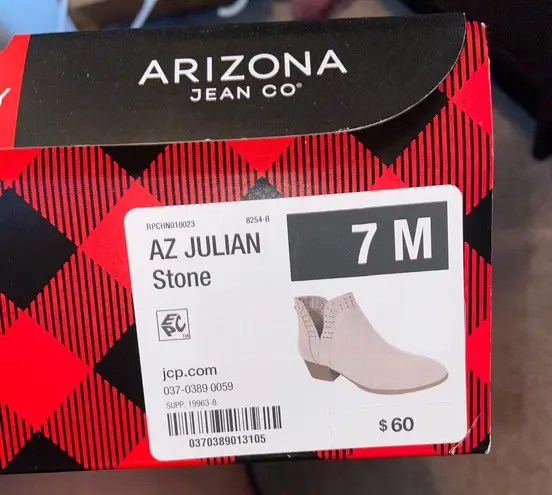 ARIZONA
JEAN CO®
Y
RPCHN010023 8254-B
AZ JULIAN
Stone
7 M
EPC™
jcp.com
037-0389 0059
SUPP. 19963-8
0370389013105
$60